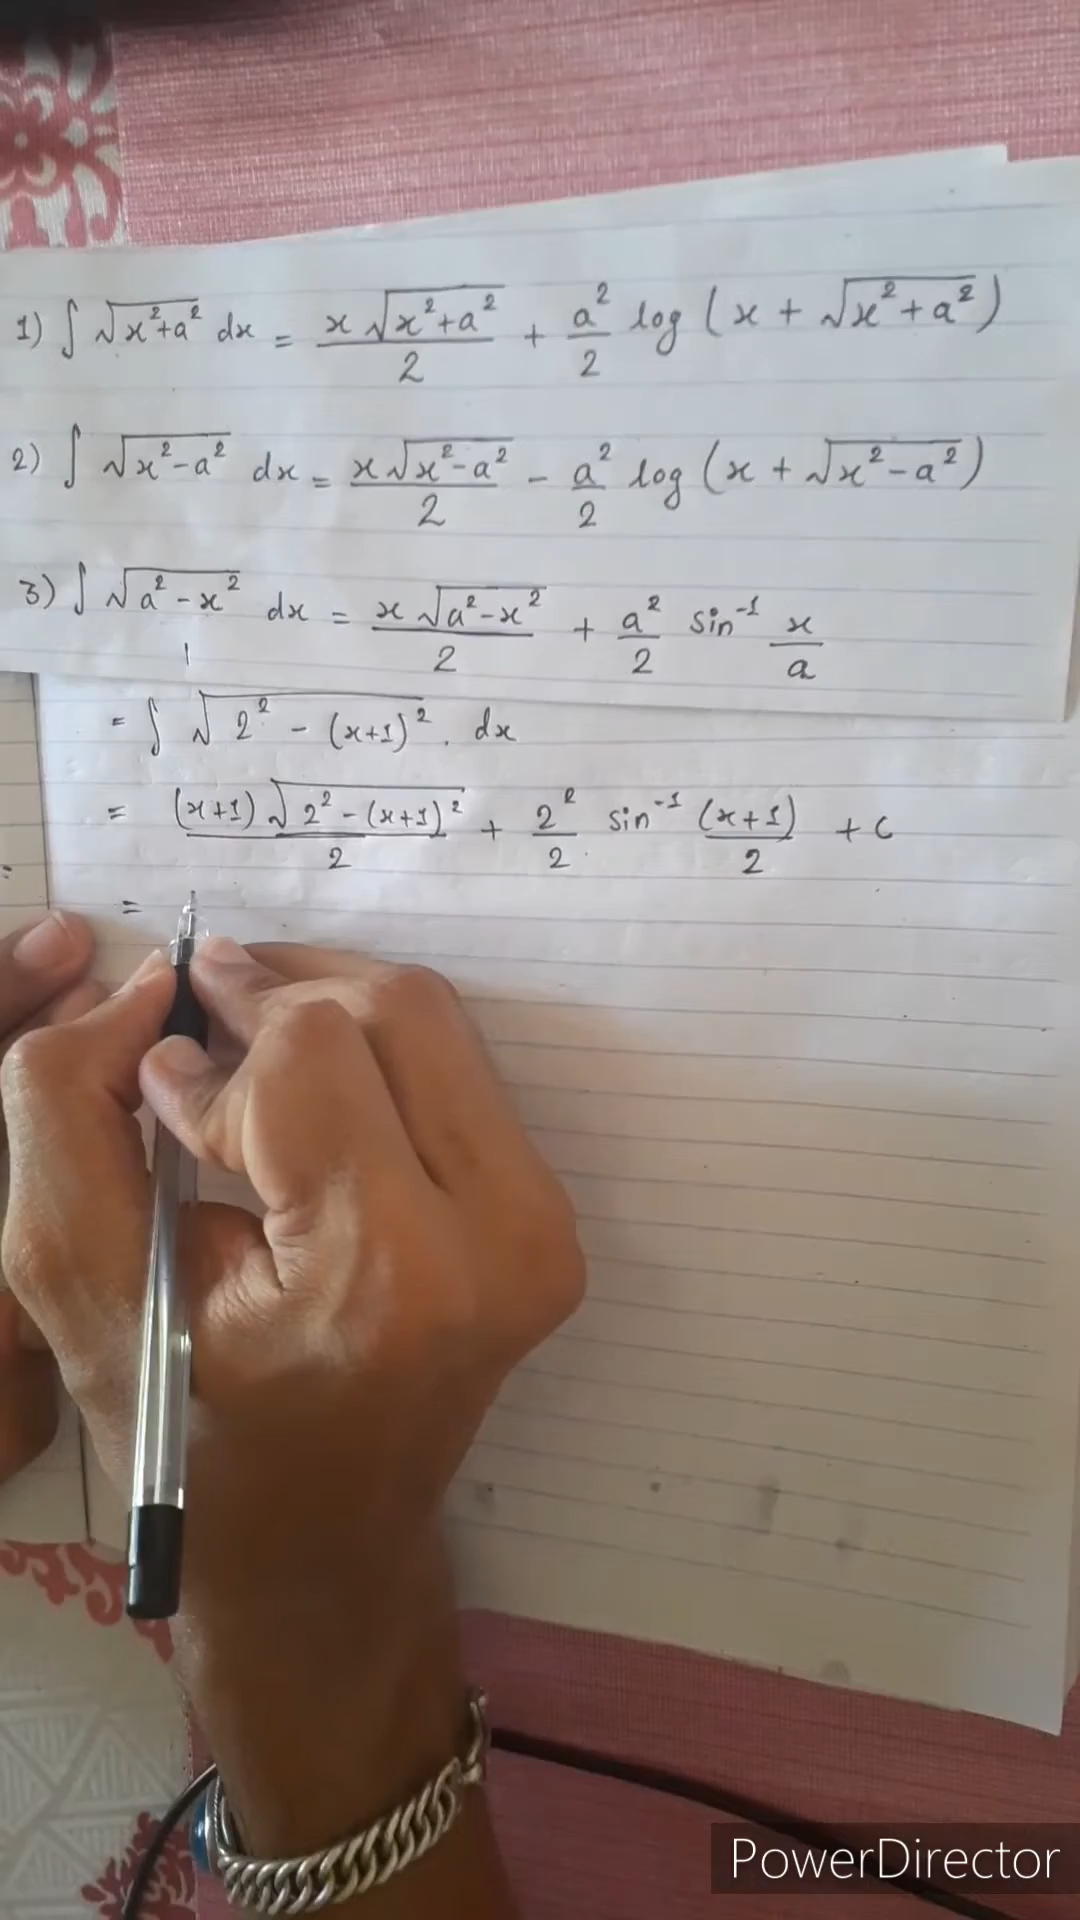 1) ∫ √x²+a² dx = x √x²+a² / 2 + a²/2 log (x + √x²+a²)
2) ∫ √x²-a² dx = x√x²-a² / 2 - a²/2 log (x + √x²-a²)
3) ∫ √a²-x² dx = x √a²-x² / 2 + a²/2 sin⁻¹ x/a
= ∫ √2² - (x+1)² . dx
= (x+1) √2² - (x+1)² / 2 + 2²/2 sin⁻¹ (x+1)/2 + c
=
PowerDirector